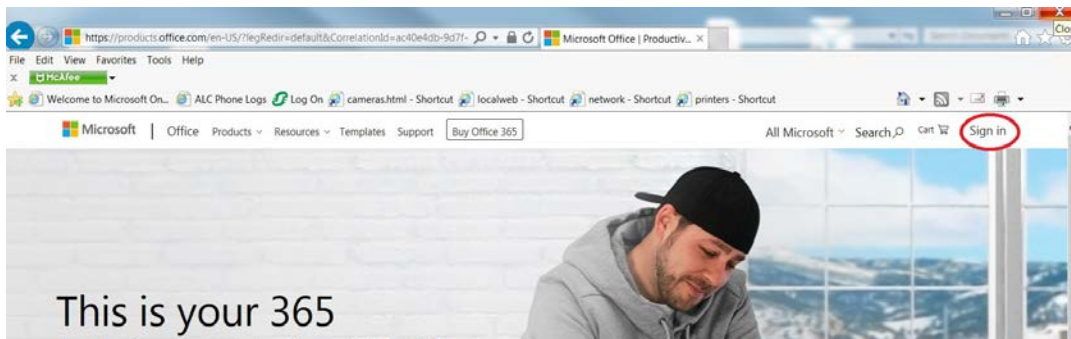 https://products.office.com/en-US/?legRedir=default&CorrelationId=ac40e4db-9d7f- Microsoft Office | Productiv... ×
Clo
File Edit View Favorites Tools Help
x McAfee
Welcome to Microsoft On... ALC Phone Logs Log On cameras.html - Shortcut localweb - Shortcut network - Shortcut printers - Shortcut
Microsoft | Office Products Resources Templates Support Buy Office 365 All Microsoft Search Cart Sign in
This is your 365